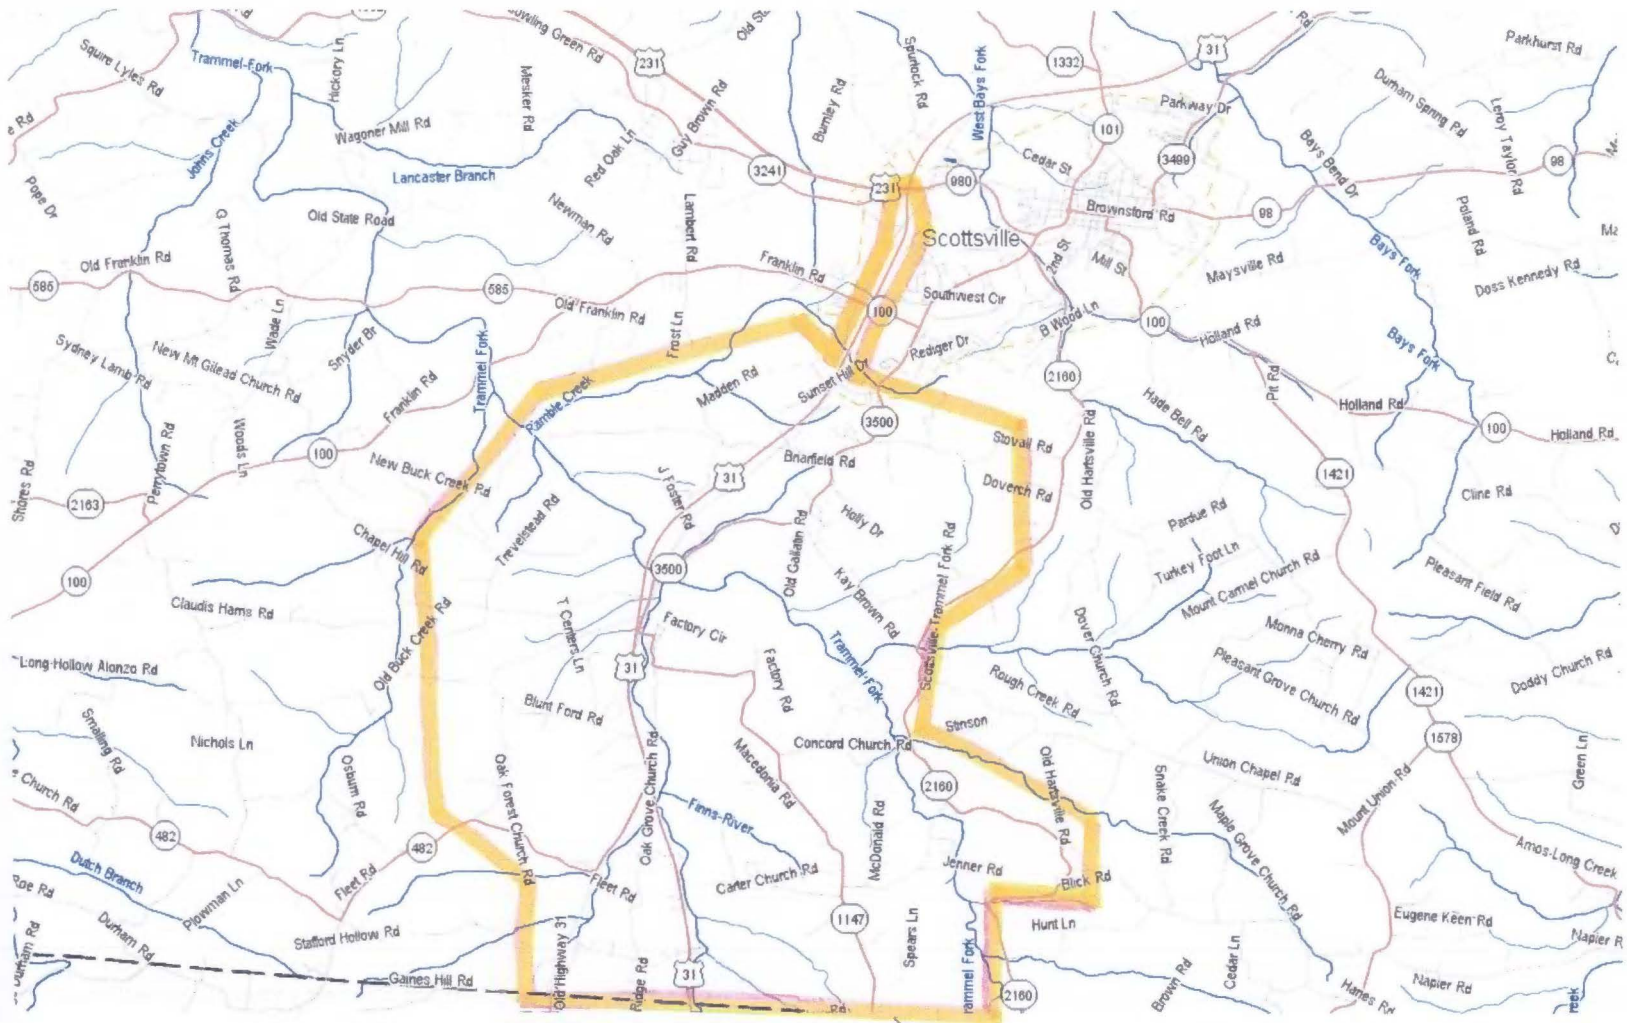 Bowling Green Rd
Squire Lyles Rd
Trammel-Fork
Hickory Ln
Mesker Rd
231
Guy Brown Rd
Burnley Rd
Spurlock Rd
West Bays Fork
1332
31
Parkhurst Rd
Durham Spring Rd
Leroy Taylor Rd
Parkway Dr
e Rd
Johns Creek
Wagoner Mill Rd
Red Oak Ln
Lancaster Branch
3241
231
980
Cedar St
101
3499
Bays Bend Dr
98
Pope Dr
G Thomas Rd
Old State Road
Newman Rd
Lambert Rd
Scottsville
Brownsford Rd
98
Poland Rd
2nd St
Mill St
Maysville Rd
Bays Fork
Doss Kennedy Rd
Old Franklin Rd
585
585
Old Franklin Rd
Franklin Rd
100
Southwest Cir
B Wood Ln
100
Holland Rd
Wade Ln
Snyder Br
Frost Ln
Rediger Dr
Bays Fork
Sydney Lamb Rd
New Mt Gilead Church Rd
Trammel Fork
Franklin Rd
Ramble Creek
Madden Rd
Sunset Hill Dr
2160
Pitt Rd
Hade Bell Rd
Holland Rd
100
Holland Rd
3500
Stovall Rd
Old Hartsville Rd
Woods Ln
100
New Buck Creek Rd
Briarfield Rd
31
J Foster Rd
Perrytown Rd
Shores Rd
2163
Doverch Rd
1421
Cline Rd
Chapel Hill Rd
Trevelstead Rd
Holly Dr
Old Gallatin Rd
Pardue Rd
Turkey Foot Ln
3500
Kay Brown Rd
Scottsville-Trammel Fork Rd
Mount Carmel Church Rd
Pleasant Field Rd
100
Claudis Harris Rd
Old Buck Creek Rd
T Centers Ln
Factory Cir
Dover Church Rd
Monna Cherry Rd
Long-Hollow Alonzo Rd
31
Factory Rd
Trammel-Fork
Rough Creek Rd
Pleasant Grove Church Rd
Doddy Church Rd
1421
Smalling Rd
Nichols Ln
Blunt Ford Rd
Stinson
1578
Concord Church Rd
Union Chapel Rd
Green Ln
Osburn Rd
Oak Forest Church Rd
Oak Grove Church Rd
Macedonia Rd
Old Hartsville Rd
2160
Snake Creek Rd
Mount Union-Rd
e Church Rd
482
482
Finns-River
McDonald Rd
Maple Grove Church Rd
Amos-Long Creek
Dutch Branch
Fleet Rd
Fleet Rd
Carter Church Rd
Jenner Rd
Blick Rd
Roe Rd
Plowman Ln
Durham Rd
Stafford Hollow Rd
Old Highway 31
1147
Spears Ln
Hunt Ln
Eugene Keen Rd
Napier R
Gaines Hill Rd
Ridge Rd
31
rammel Fork
2160
Brown Rd
Cedar Ln
Hanes Rd
Napier Rd
Rd
reek